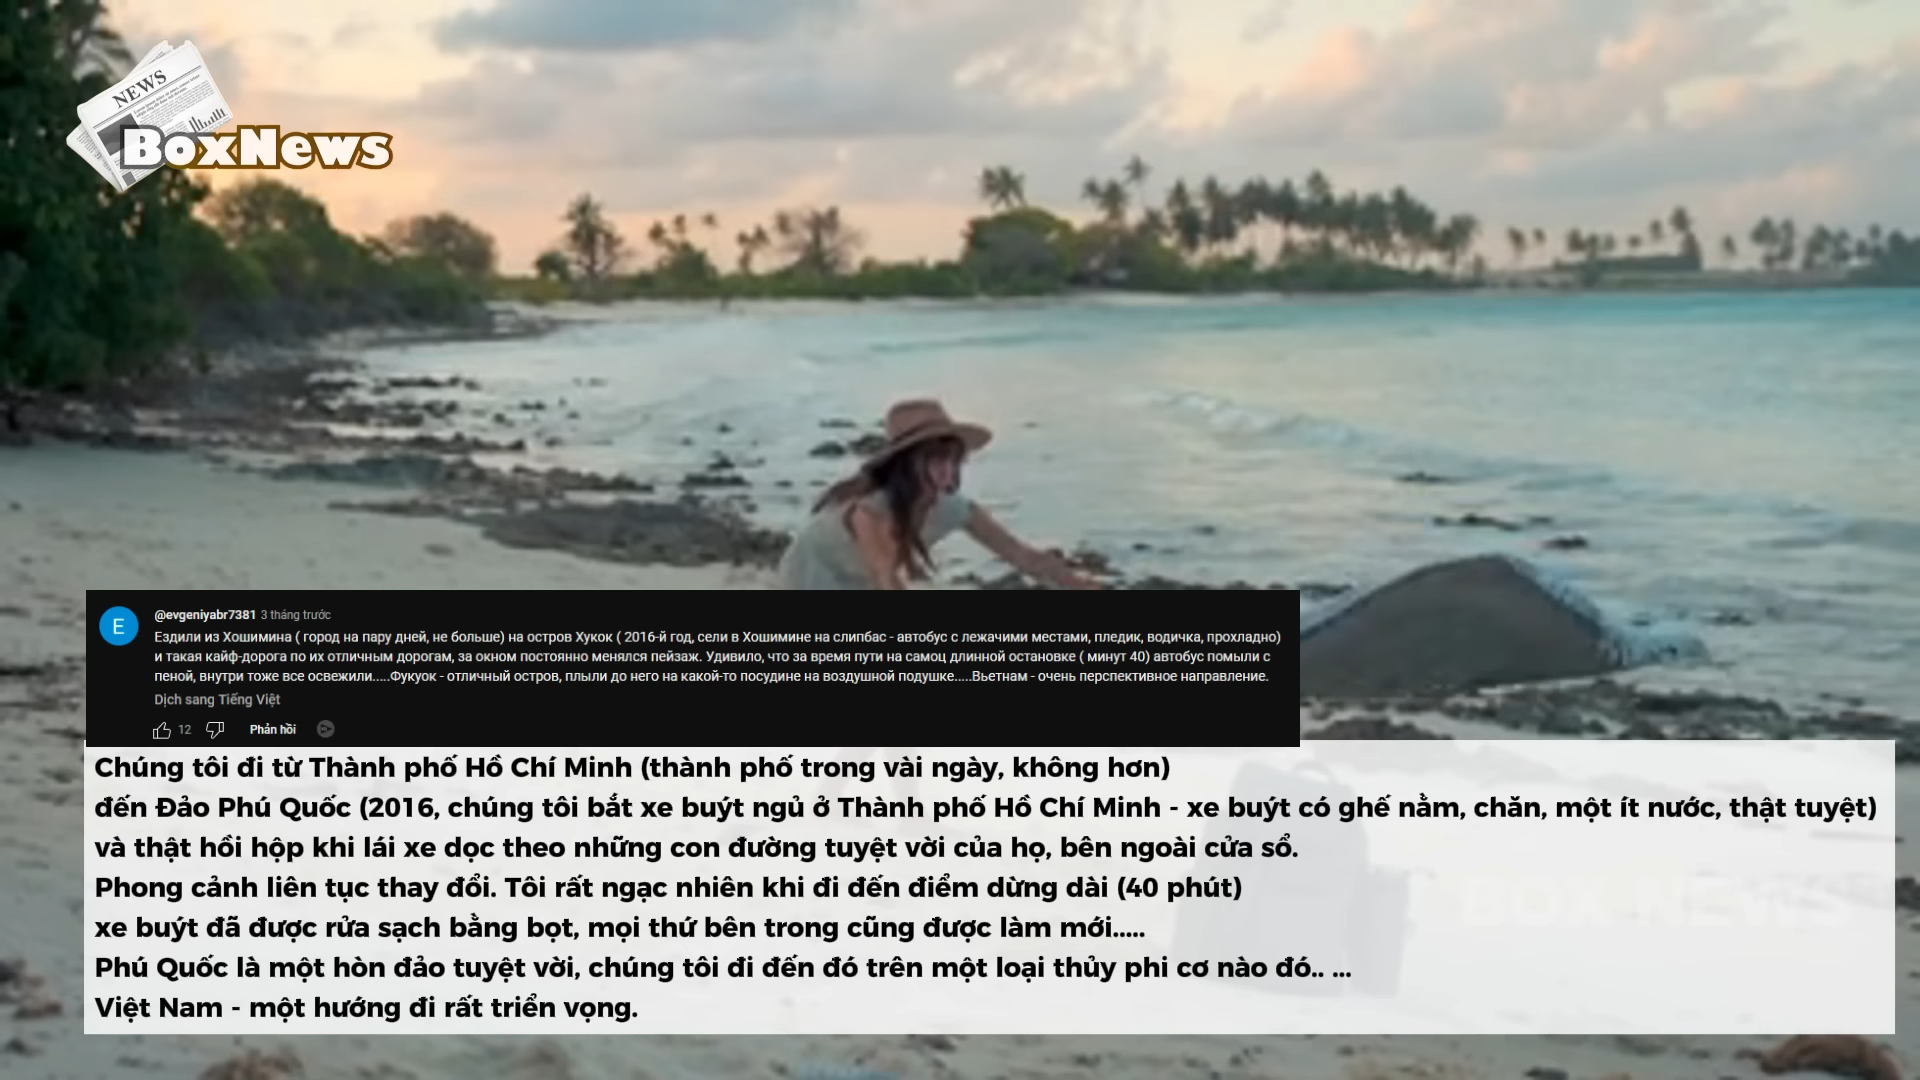 NEWS
BoxNews
E
@evgeniyabr7381 3 tháng trước
Ездили из Хошимина ( город на пару дней, не больше) на остров Хукок ( 2016-й год, сели в Хошимине на слипбас - автобус с лежачими местами, пледик, водичка, прохладно)
и такая кайф-дорога по их отличным дорогам, за окном постоянно менялся пейзаж. Удивило, что за время пути на самоц длинной остановке ( минут 40) автобус помыли с
пеной, внутри тоже все освежили.....Фукуок - отличный остров, плыли до него на какой-то посудине на воздушной подушке.....Вьетнам - очень перспективное направление.
Dịch sang Tiếng Việt
12 Phản hồi
Chúng tôi đi từ Thành phố Hồ Chí Minh (thành phố trong vài ngày, không hơn)
đến Đảo Phú Quốc (2016, chúng tôi bắt xe buýt ngủ ở Thành phố Hồ Chí Minh - xe buýt có ghế nằm, chăn, một ít nước, thật tuyệt)
và thật hồi hộp khi lái xe dọc theo những con đường tuyệt vời của họ, bên ngoài cửa sổ.
Phong cảnh liên tục thay đổi. Tôi rất ngạc nhiên khi đi đến điểm dừng dài (40 phút)
xe buýt đã được rửa sạch bằng bọt, mọi thứ bên trong cũng được làm mới.....
Phú Quốc là một hòn đảo tuyệt vời, chúng tôi đi đến đó trên một loại thủy phi cơ nào đó.. ...
Việt Nam - một hướng đi rất triển vọng.
BOX NEWS